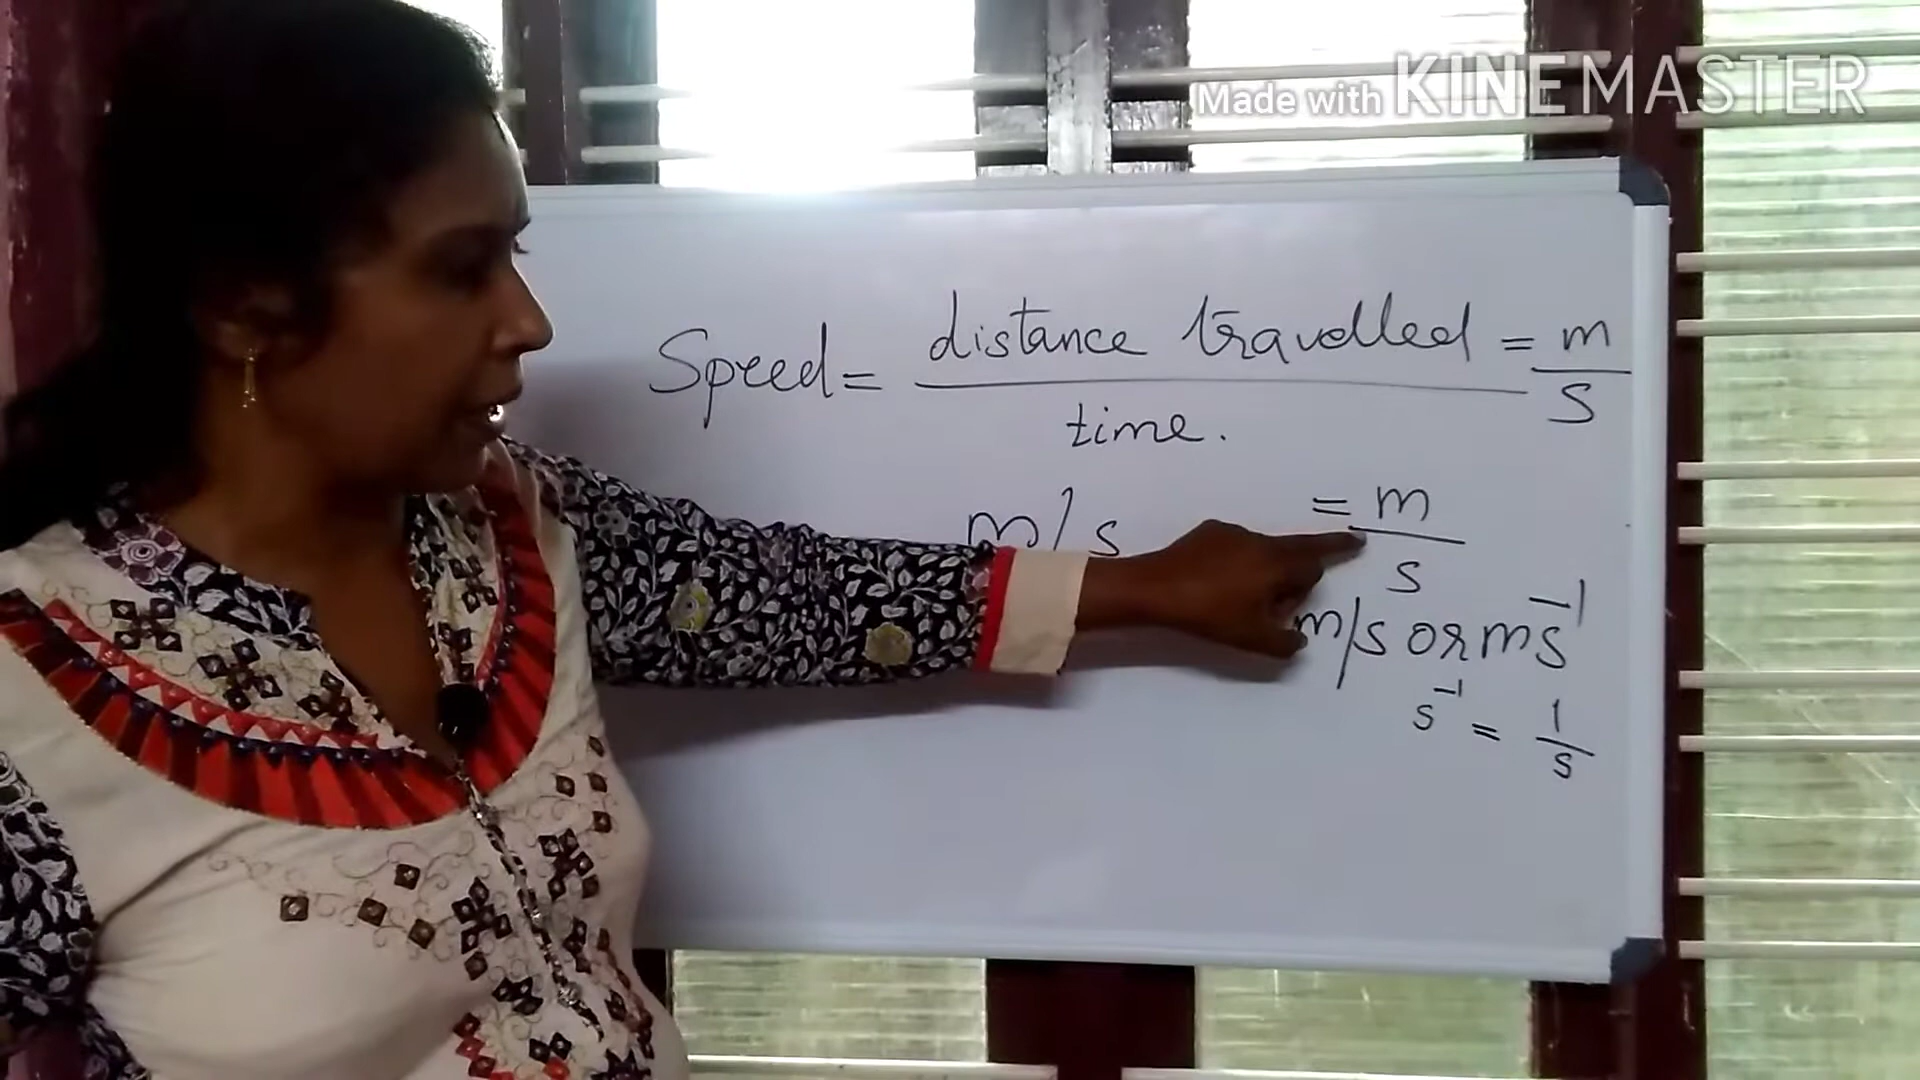 Made with KINEMASTER
Speed = distance travelled / time. = m / s
m/s
= m / s
m/s or ms⁻¹
s⁻¹ = 1/s